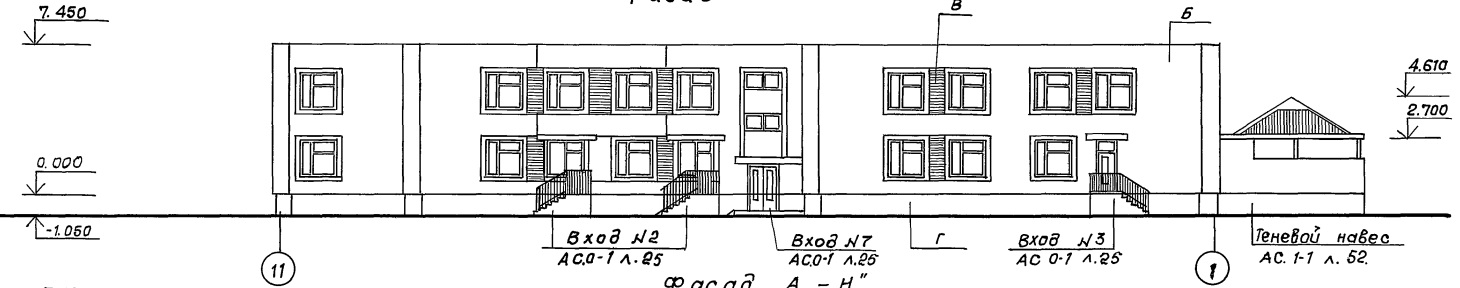 7.450
В
Б
4.610
2.700
0.000
-1.050
Вход N2
АС.0-1 л.25
Вход N7
АС.0-1 л.25
Г
Вход N3
АС 0-1 л.25
Теневой навес
АС. 1-1 л. 52.
11
1
Фасад „А – Н"